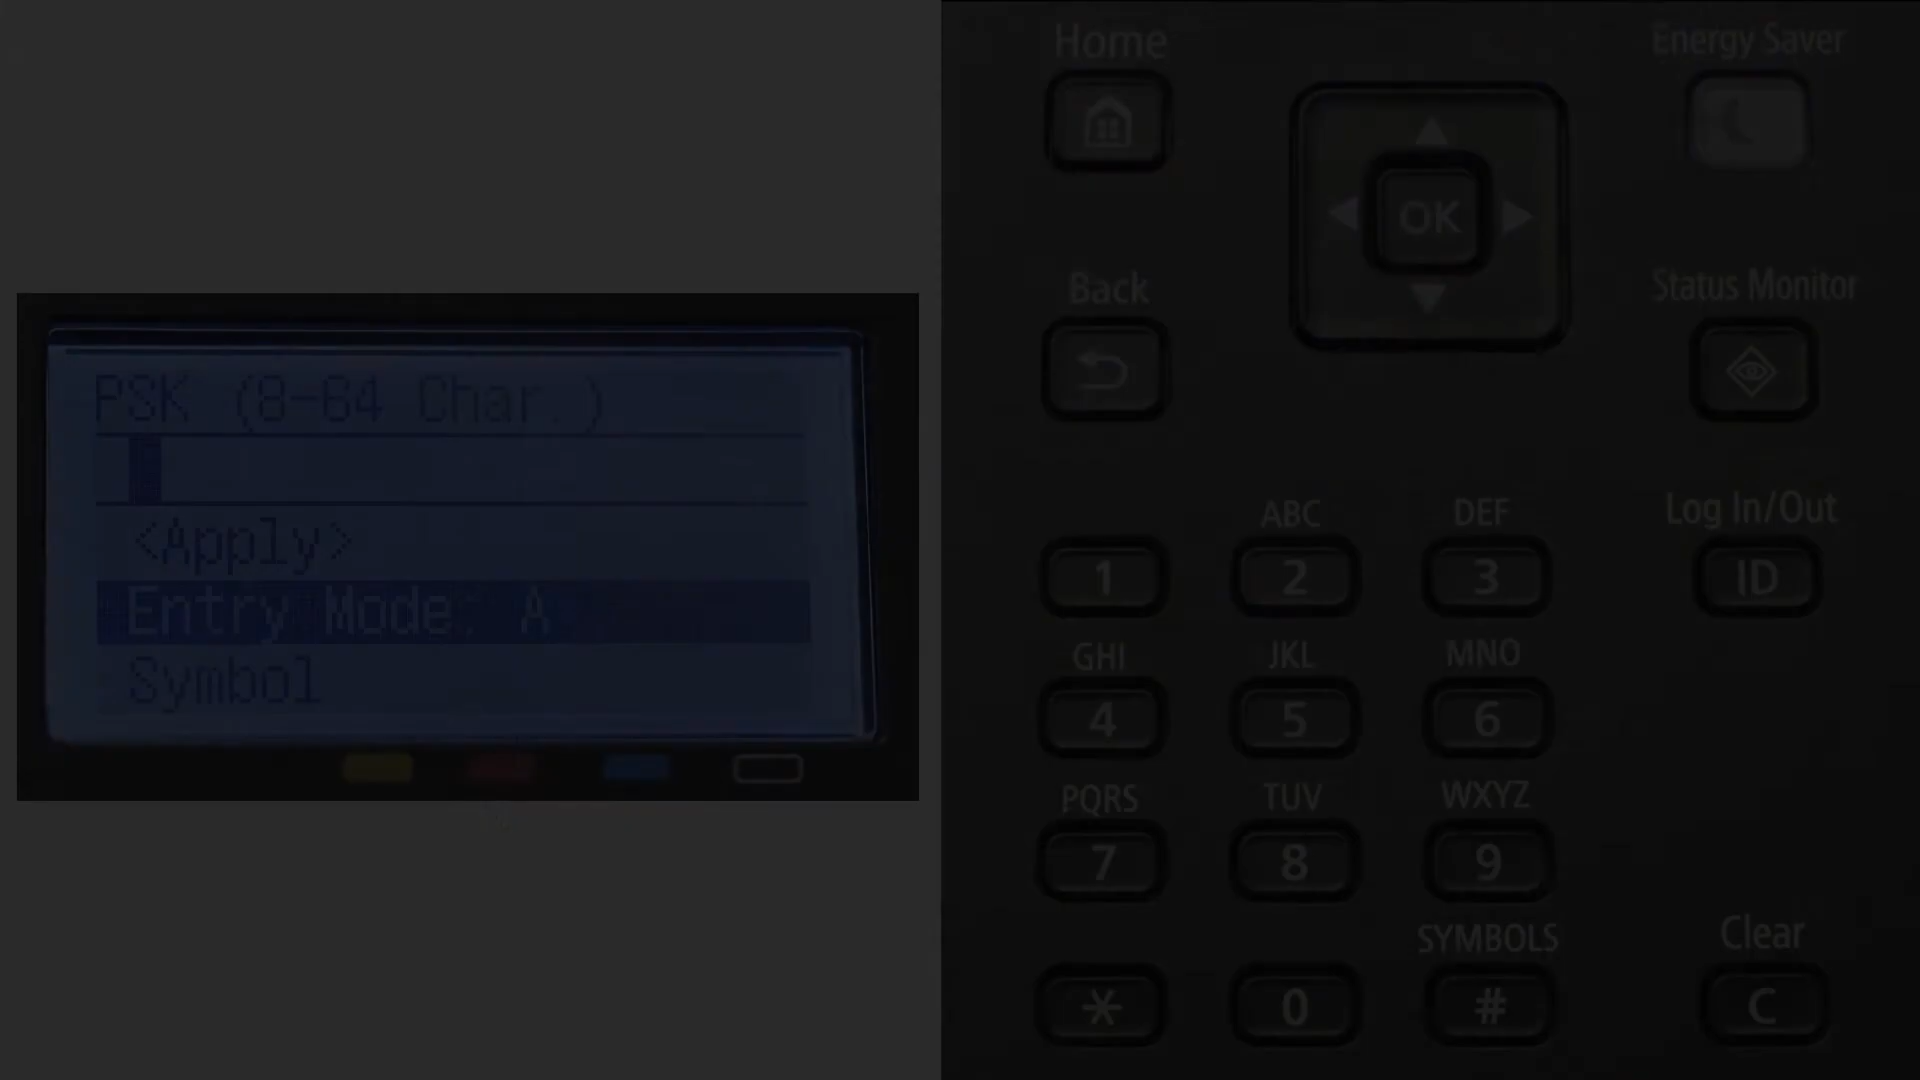 PSK (8-64 Char.)
<Apply>
Entry Mode: A
Symbol
Home
Energy Saver
OK
Back
Status Monitor
ABC
DEF
Log In/Out
1
2
3
ID
GHI
JKL
MNO
4
5
6
PQRS
TUV
WXYZ
7
8
9
SYMBOLS
Clear
*
0
#
C